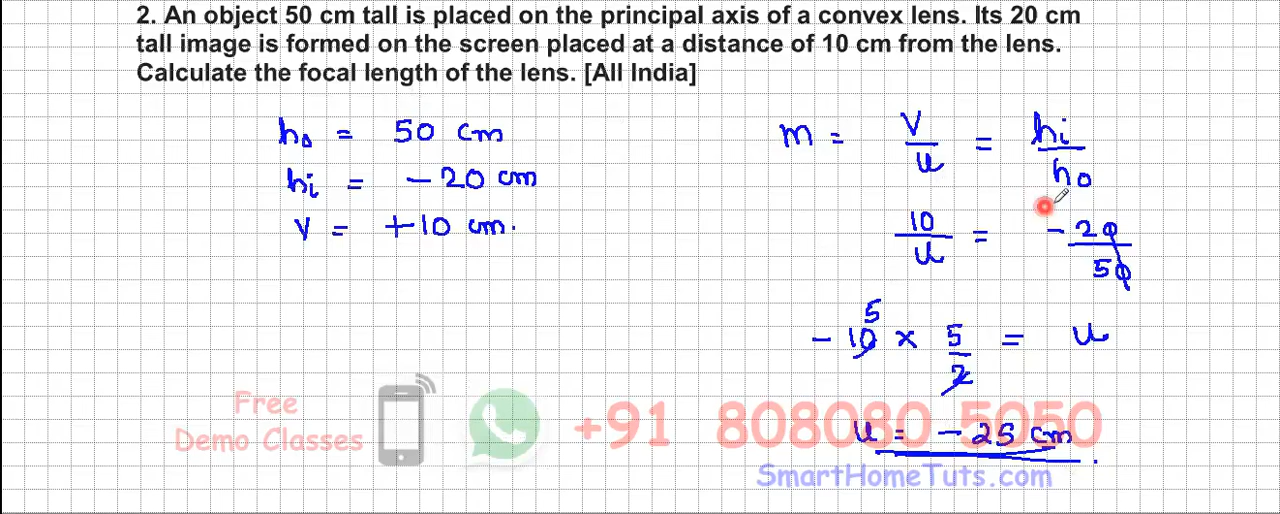 2. An object 50 cm tall is placed on the principal axis of a convex lens. Its 20 cm
tall image is formed on the screen placed at a distance of 10 cm from the lens.
Calculate the focal length of the lens. [All India]
h₀ = 50 cm
hi = -20 cm
v = +10 cm.
m = v/u = hi/h₀
10/u = -20/50
-10 5 × 5/2 = u
u = -25 cm.
Free
Demo Classes
+91 808080 5050
SmartHomeTuts.com